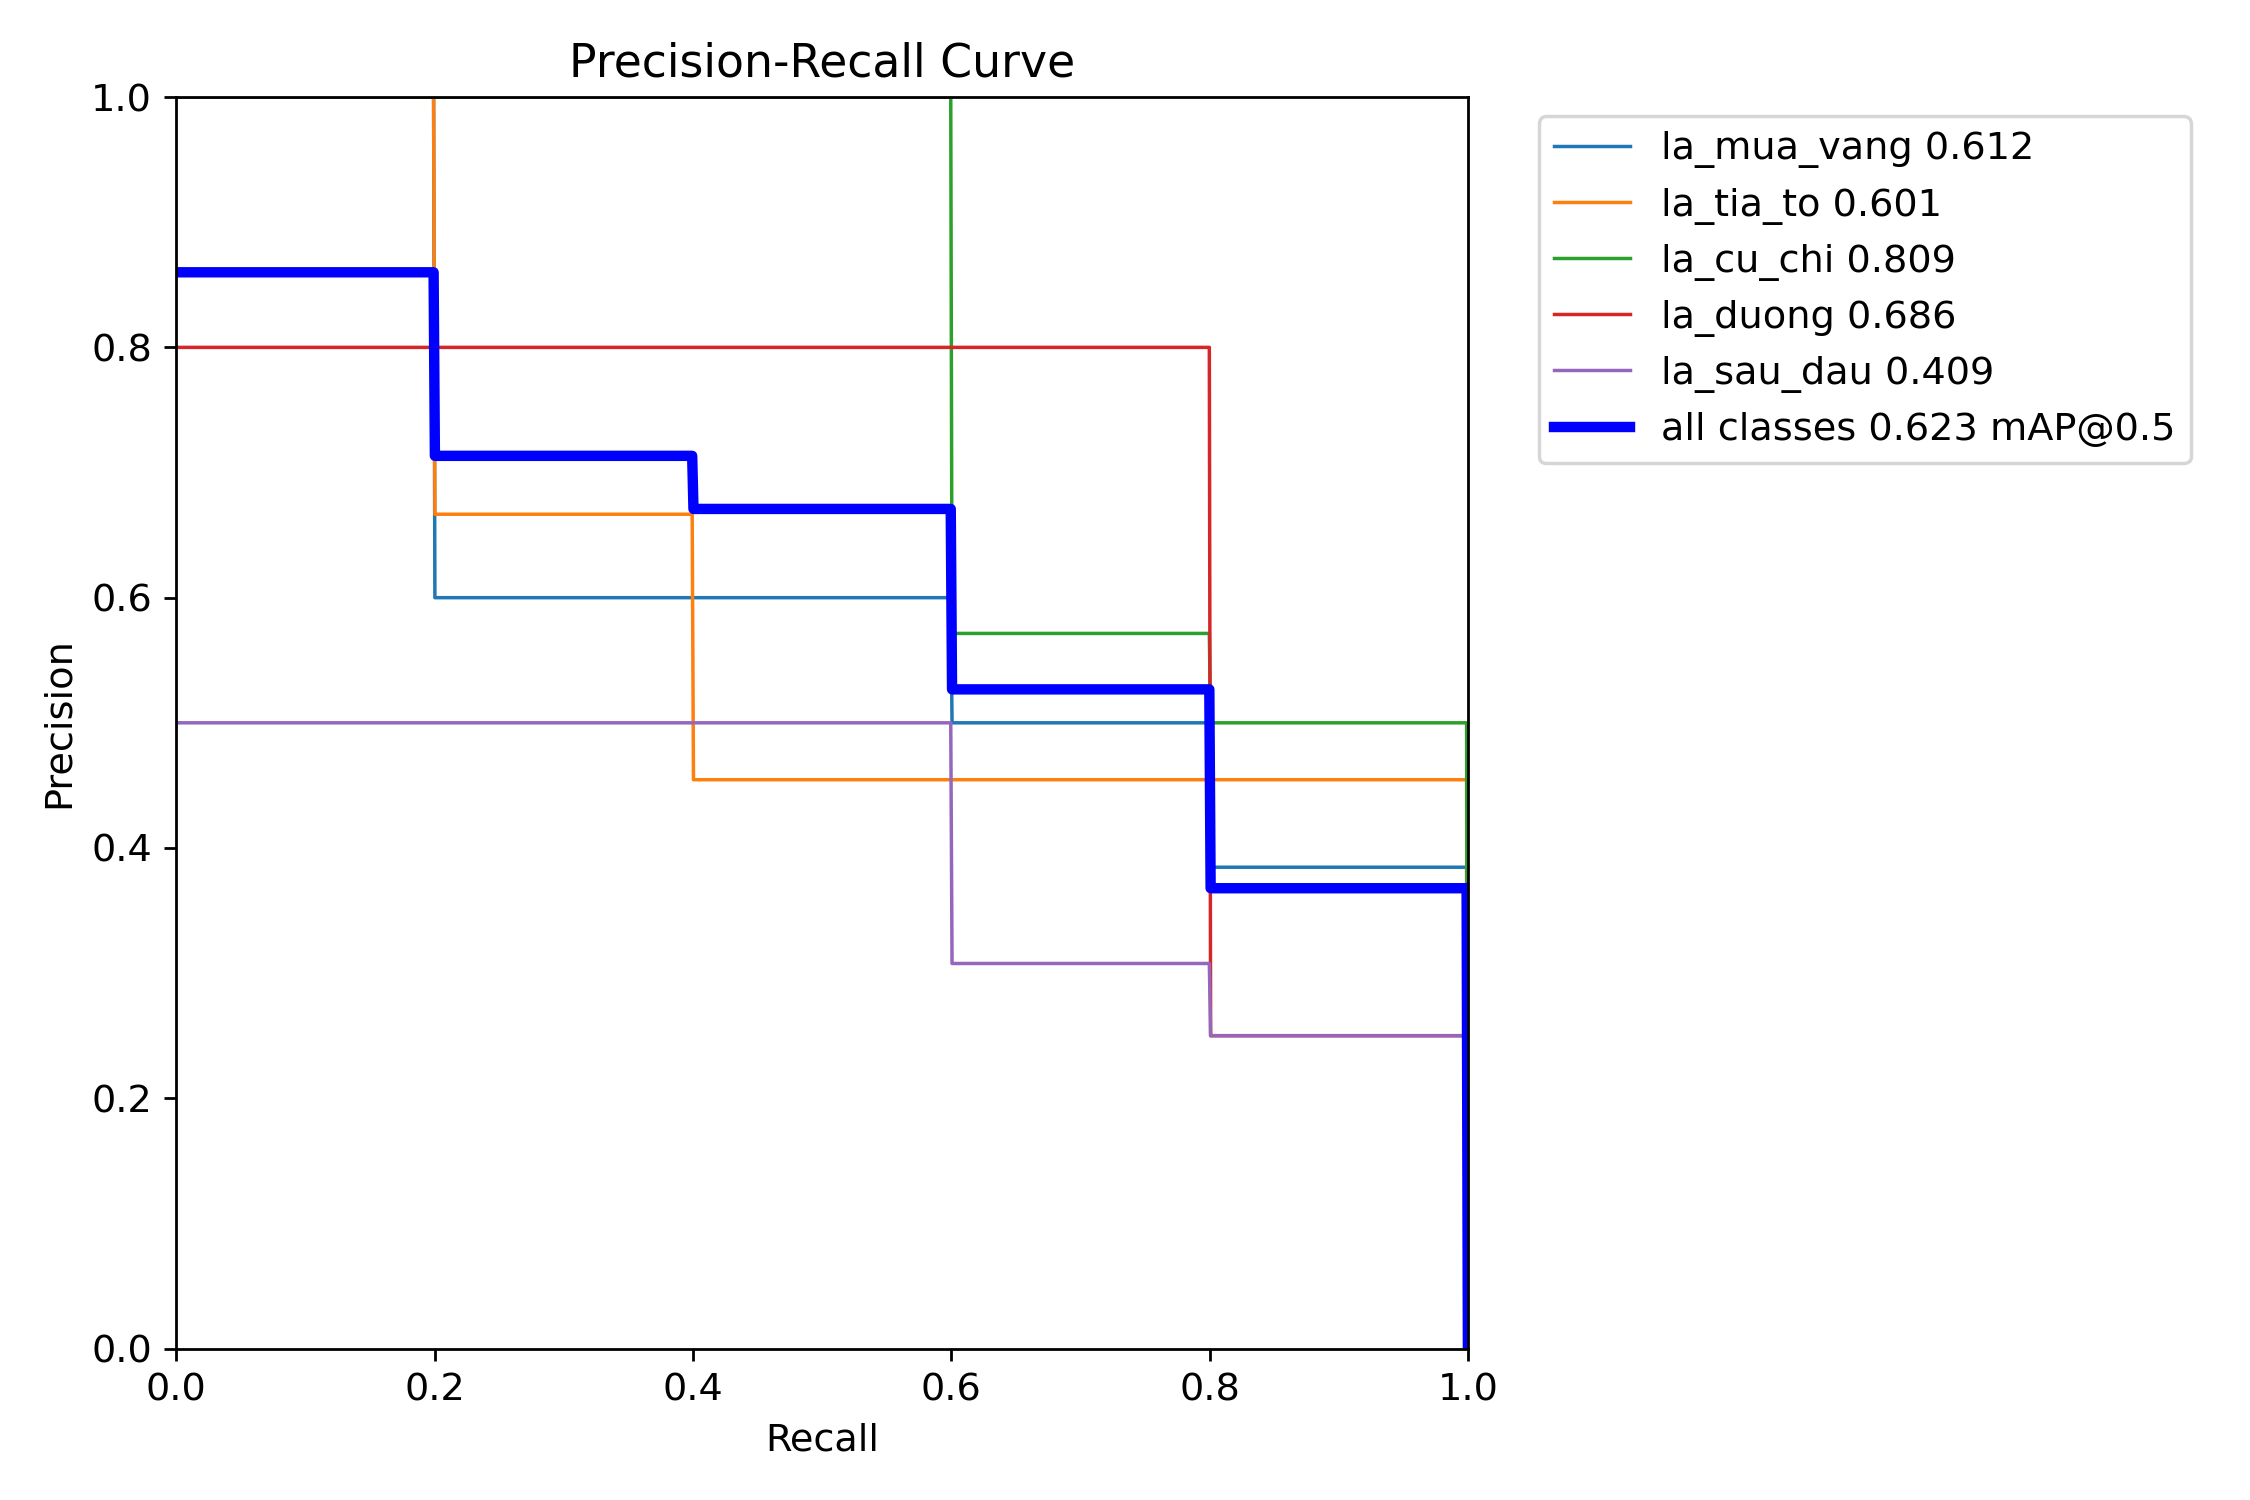 Precision-Recall Curve
1.0
0.8
0.6
0.4
0.2
0.0
Precision
0.0 0.2 0.4 0.6 0.8 1.0
Recall
la_mua_vang 0.612
la_tia_to 0.601
la_cu_chi 0.809
la_duong 0.686
la_sau_dau 0.409
all classes 0.623 mAP@0.5